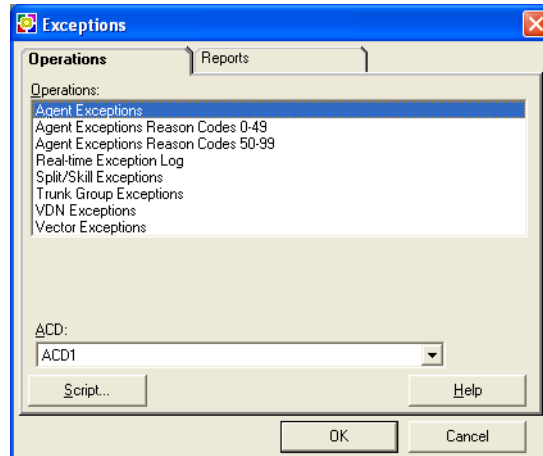 Exceptions
Operations Reports
Operations:
Agent Exceptions
Agent Exceptions Reason Codes 0-49
Agent Exceptions Reason Codes 50-99
Real-time Exception Log
Split/Skill Exceptions
Trunk Group Exceptions
VDN Exceptions
Vector Exceptions
ACD:
ACD1
Script... Help
OK Cancel